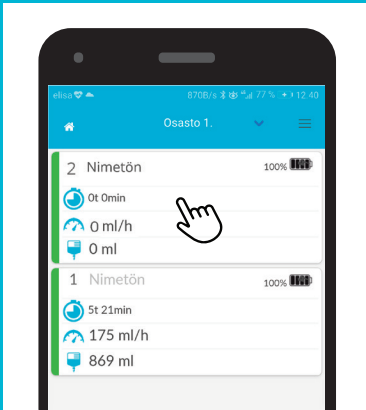 elisa 870B/s 77% 12.40
Osasto 1.
2 Nimetön 100%
0t 0min
0 ml/h
0 ml
1 Nimetön 100%
5t 21min
175 ml/h
869 ml